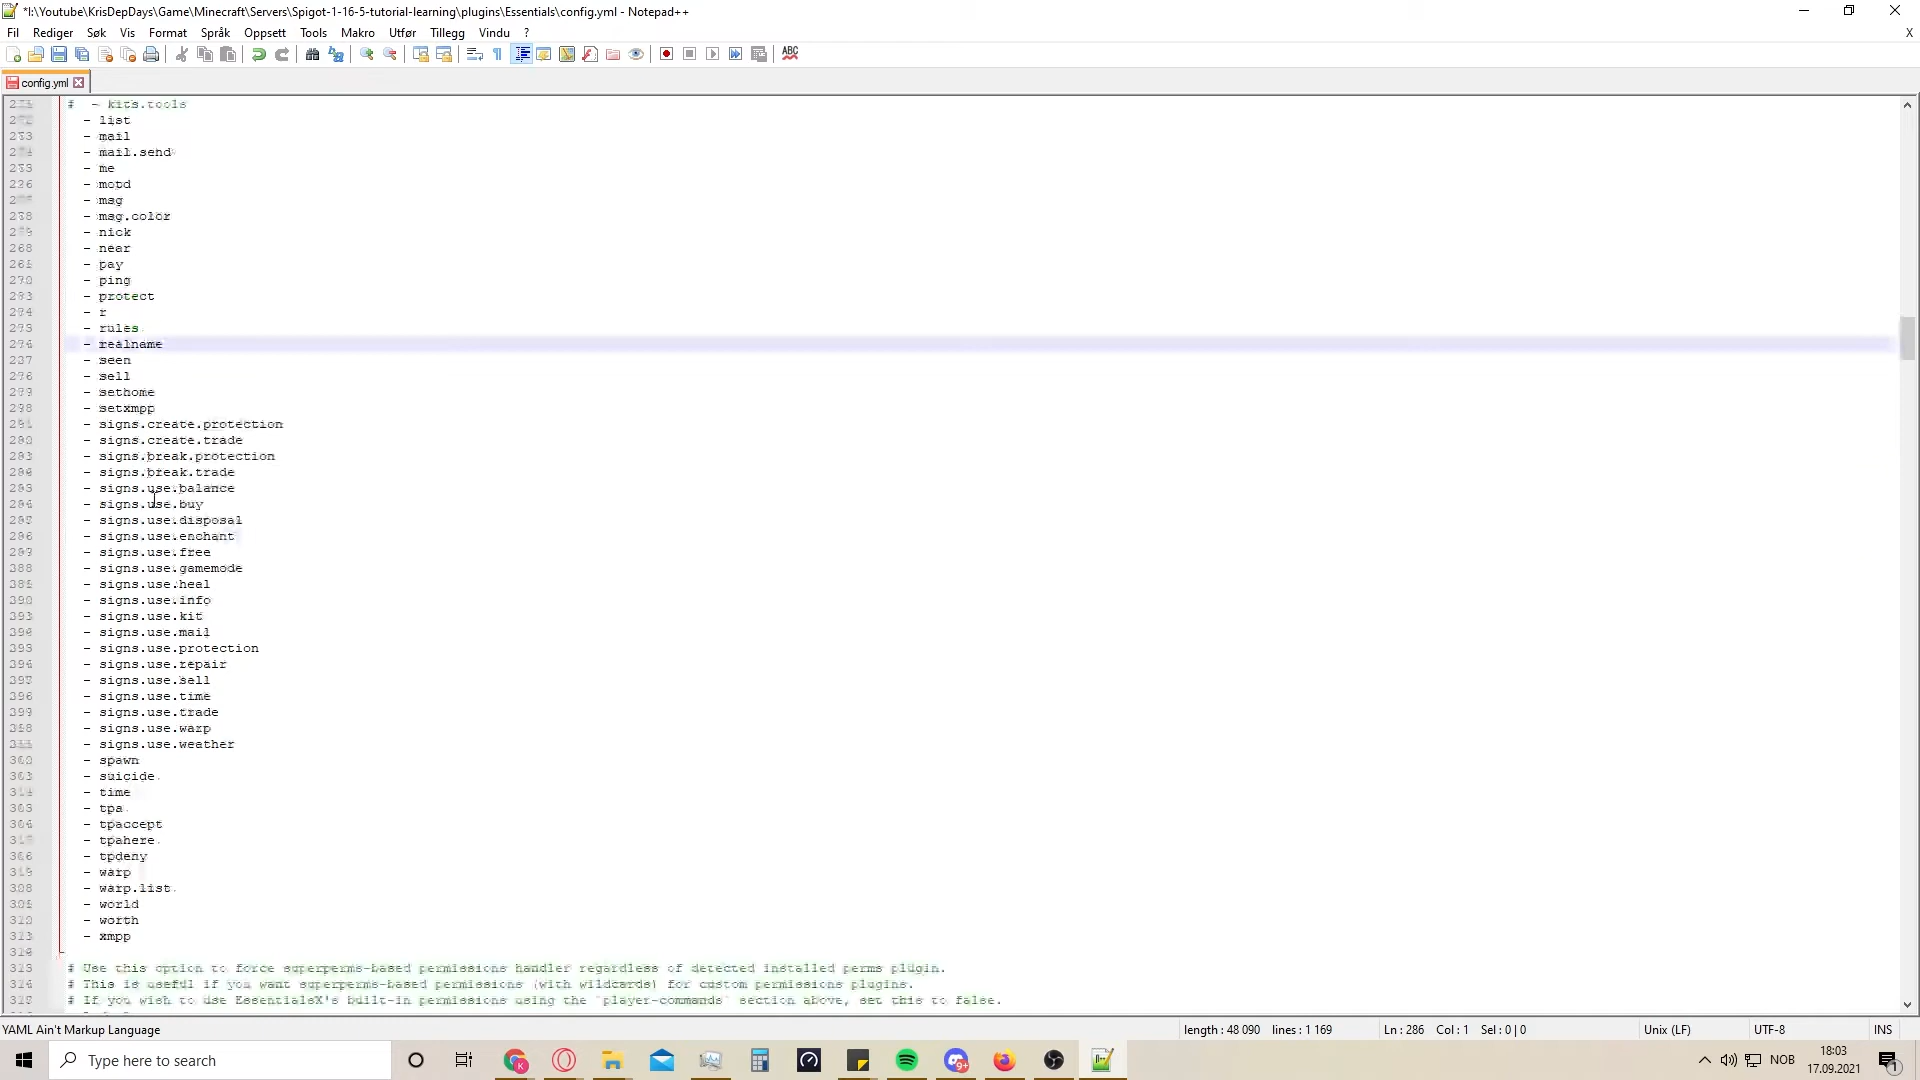 *I:\Youtube\KrisDepDays\Game\Minecraft\Servers\Spigot-1-16-5-tutorial-learning\plugins\Essentials\config.yml - Notepad++
Fil Rediger Søk Vis Format Språk Oppsett Tools Makro Utfør Tillegg Vindu ? X
ABC
config.yml
# - kits.tools
- list
- mail
- mail.send
- me
- motd
- msg
- msg.color
- nick
- near
- pay
- ping
- protect
- r
- rules
- realname
- seen
- sell
- sethome
- setxmpp
- signs.create.protection
- signs.create.trade
- signs.break.protection
- signs.break.trade
- signs.use.balance
- signs.use.buy
- signs.use.disposal
- signs.use.enchant
- signs.use.free
- signs.use.gamemode
- signs.use.heal
- signs.use.info
- signs.use.kit
- signs.use.mail
- signs.use.protection
- signs.use.repair
- signs.use.sell
- signs.use.time
- signs.use.trade
- signs.use.warp
- signs.use.weather
- spawn
- suicide
- time
- tpa
- tpaccept
- tpahere
- tpdeny
- warp
- warp.list
- world
- worth
- xmpp
# Use this option to force superperms-based permissions handler regardless of detected installed perms plugin.
# This is useful if you want superperms-based permissions (with wildcards) for custom permissions plugins.
# If you wish to use EssentialsX's built-in permissions using the `player-commands` section above, set this to false.
YAML Ain't Markup Language length : 48 090 lines : 1 169 Ln : 286 Col : 1 Sel : 0 | 0 Unix (LF) UTF-8 INS
Type here to search NOB 18:03
17.09.2021